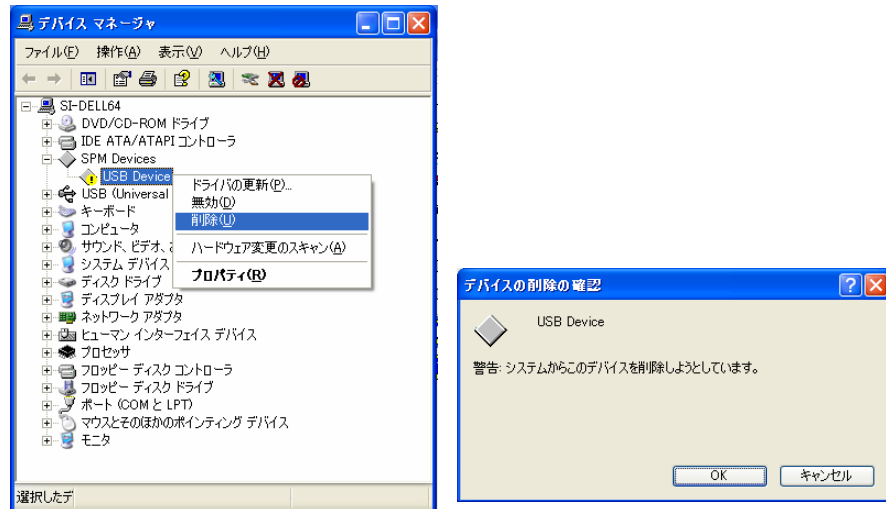 デバイス マネージャ
ファイル(F) 操作(A) 表示(V) ヘルプ(H)
SI-DELL64
DVD/CD-ROM ドライブ
IDE ATA/ATAPI コントローラ
SPM Devices
USB Device
USB (Universal
キーボード
コンピュータ
サウンド、ビデオ、
システム デバイス
ディスク ドライブ
ディスプレイ アダプタ
ネットワーク アダプタ
ヒューマン インターフェイス デバイス
プロセッサ
フロッピー ディスク コントローラ
フロッピー ディスク ドライブ
ポート (COM と LPT)
マウスとそのほかのポインティング デバイス
モニタ
ドライバの更新(P)...
無効(D)
削除(U)
ハードウェア変更のスキャン(A)
プロパティ(R)
選択したデ
デバイスの削除の確認
USB Device
警告: システムからこのデバイスを削除しようとしています。
OK キャンセル